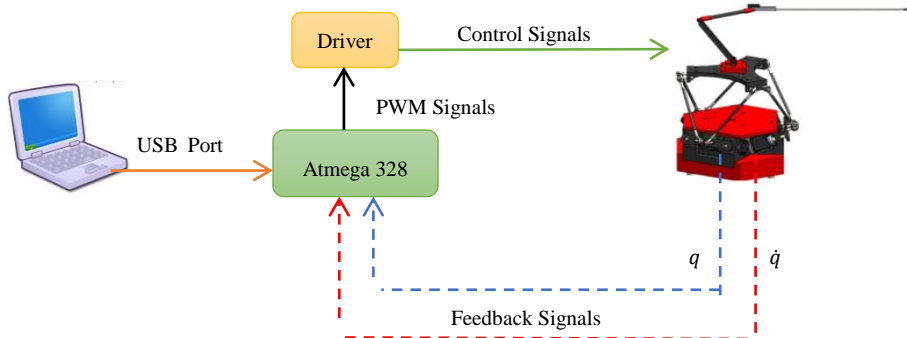 Driver
Control Signals
PWM Signals
USB Port
Atmega 328
q
q̇
Feedback Signals